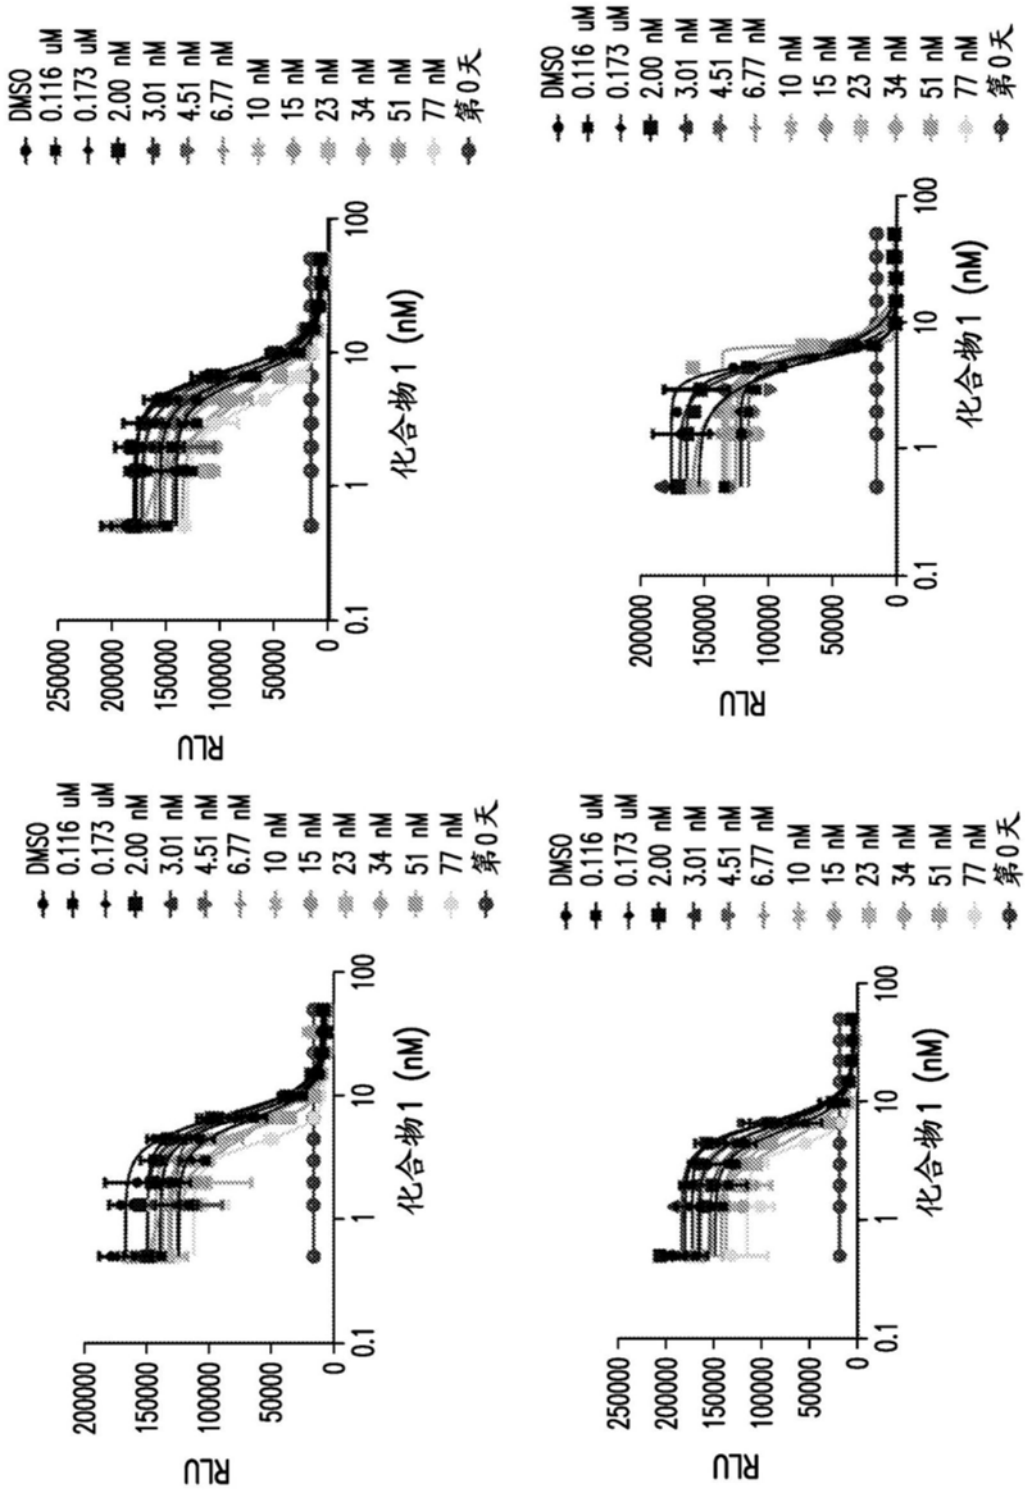 RLU
200000
150000
100000
50000
0
0.1
1
10
100
化合物1 (nM)
DMSO
0.116 uM
0.173 uM
2.00 nM
3.01 nM
4.51 nM
6.77 nM
10 nM
15 nM
23 nM
34 nM
51 nM
77 nM
第0天
RLU
250000
200000
150000
100000
50000
0
0.1
1
10
100
化合物1 (nM)
DMSO
0.116 uM
0.173 uM
2.00 nM
3.01 nM
4.51 nM
6.77 nM
10 nM
15 nM
23 nM
34 nM
51 nM
77 nM
第0天
RLU
250000
200000
150000
100000
50000
0
0.1
1
10
100
化合物1 (nM)
DMSO
0.116 uM
0.173 uM
2.00 nM
3.01 nM
4.51 nM
6.77 nM
10 nM
15 nM
23 nM
34 nM
51 nM
77 nM
第0天
RLU
200000
150000
100000
50000
0
0.1
1
10
100
化合物1 (nM)
DMSO
0.116 uM
0.173 uM
2.00 nM
3.01 nM
4.51 nM
6.77 nM
10 nM
15 nM
23 nM
34 nM
51 nM
77 nM
第0天